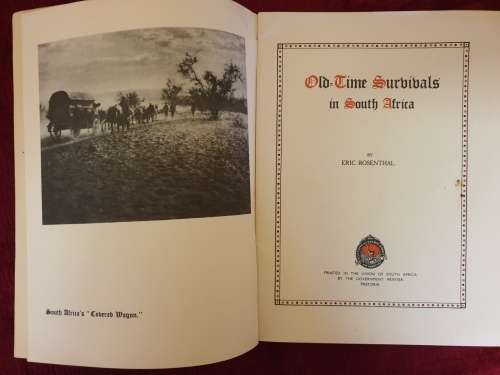 South Africa's "Covered Wagon."
Old-Time Survivals
in South Africa
BY
ERIC ROSENTHAL
PRINTED IN THE UNION OF SOUTH AFRICA
BY THE GOVERNMENT PRINTER
PRETORIA